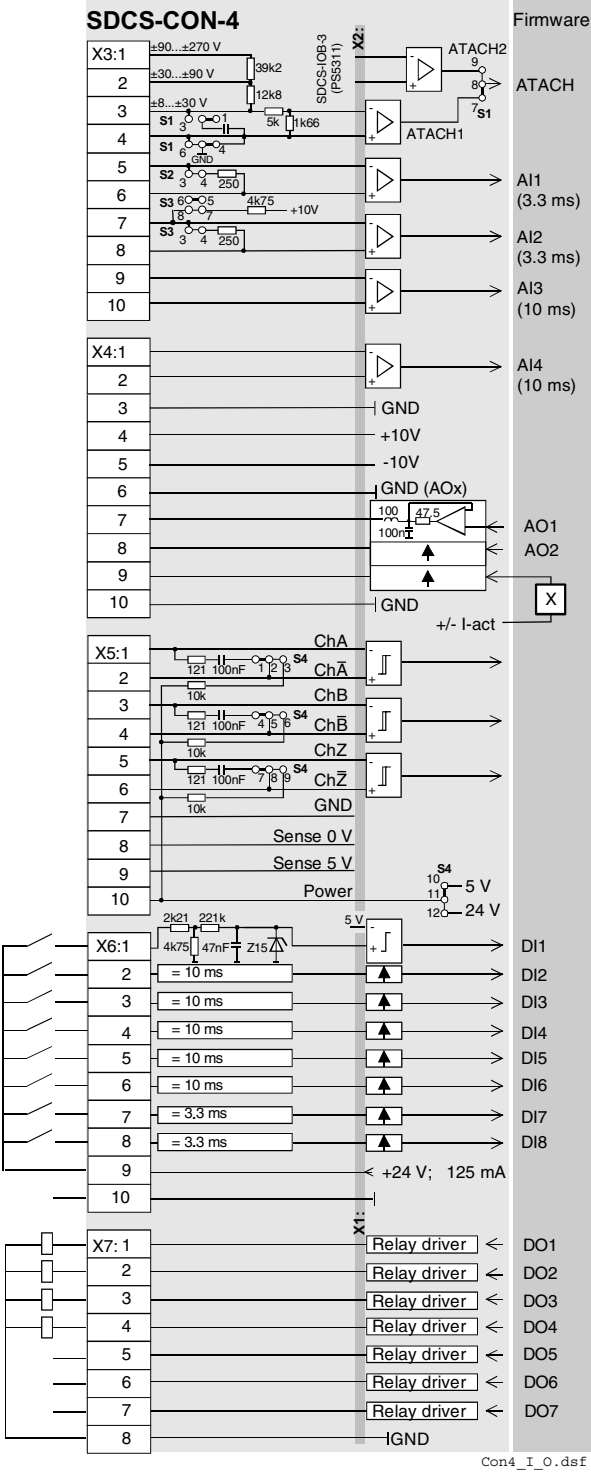 SDCS-CON-4
Firmware
X3:1
±90...±270 V
39k2
SDCS-IOB-3
(PS5311)
X2:
-
+
ATACH2
9
8
7
S1
ATACH
2
±30...±90 V
12k8
3
±8...±30 V
S1
3
1
5k
1k66
-
+
ATACH1
4
S1
6
4
GND
5
S2
3 4
250
-
+
AI1
(3.3 ms)
6
S3
6
5
4k75
+10V
7
8
7
S3
3 4
250
-
+
AI2
(3.3 ms)
8
9
-
+
AI3
(10 ms)
10
X4:1
-
+
AI4
(10 ms)
2
3
GND
4
+10V
5
-10V
6
GND (AOx)
7
100
47.5
100n
AO1
8
AO2
9
X
10
GND
+/- I-act
X5:1
ChA
-
+
121 100nF
1 2 3
S4
2
ChA̅
10k
3
ChB
-
+
121 100nF
4 5 6
S4
4
ChB̅
10k
5
ChZ
-
+
121 100nF
7 8 9
S4
6
ChZ̅
10k
7
GND
8
Sense 0 V
9
Sense 5 V
10
Power
S4
10
5 V
11
12
24 V
2k21
221k
5 V
-
+
X6:1
4k75
47nF
Z15
DI1
2
= 10 ms
DI2
3
= 10 ms
DI3
4
= 10 ms
DI4
5
= 10 ms
DI5
6
= 10 ms
DI6
7
= 3.3 ms
DI7
8
= 3.3 ms
DI8
9
+24 V; 125 mA
10
X1:
X7: 1
Relay driver
DO1
2
Relay driver
DO2
3
Relay driver
DO3
4
Relay driver
DO4
5
Relay driver
DO5
6
Relay driver
DO6
7
Relay driver
DO7
8
GND
Con4_I_O.dsf